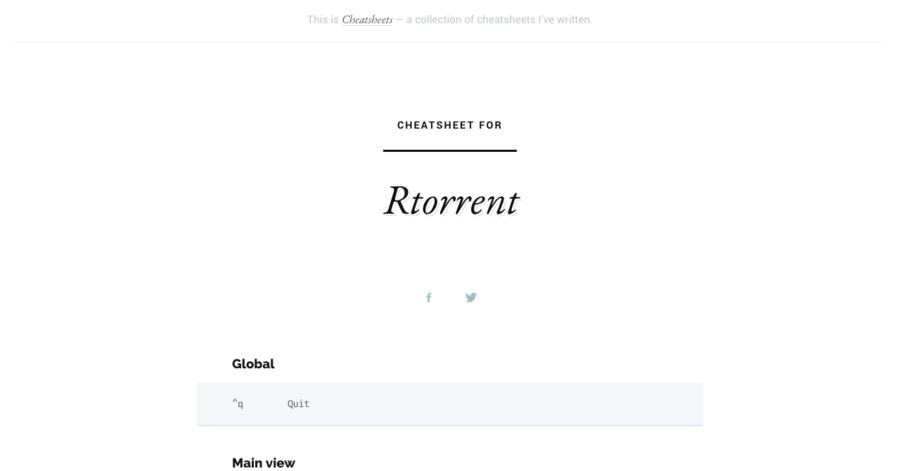 This is Cheatsheets — a collection of cheatsheets I've written.
CHEATSHEET FOR
Rtorrent
Global
^q Quit
Main view